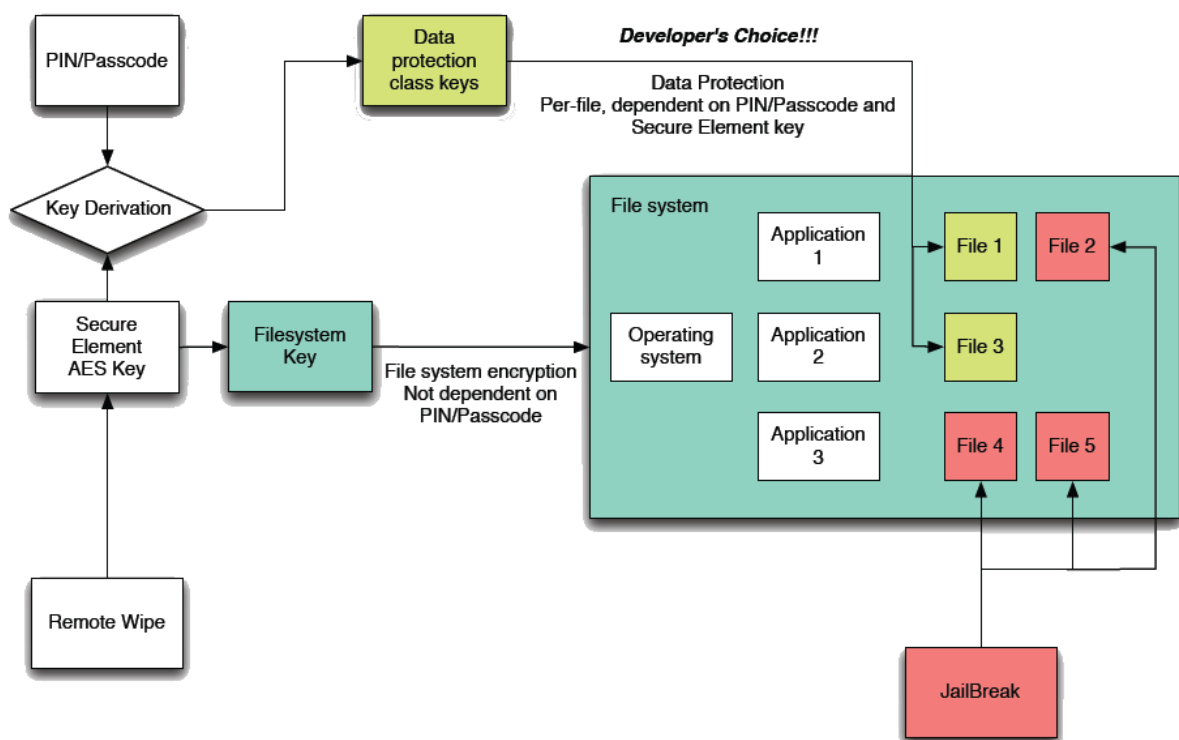 PIN/Passcode
Data
protection
class keys
Developer's Choice!!!
Data Protection
Per-file, dependent on PIN/Passcode and
Secure Element key
Key Derivation
File system
Application
1
File 1
File 2
Secure
Element
AES Key
Filesystem
Key
File system encryption
Not dependent on
PIN/Passcode
Operating
system
Application
2
File 3
Application
3
File 4
File 5
Remote Wipe
JailBreak